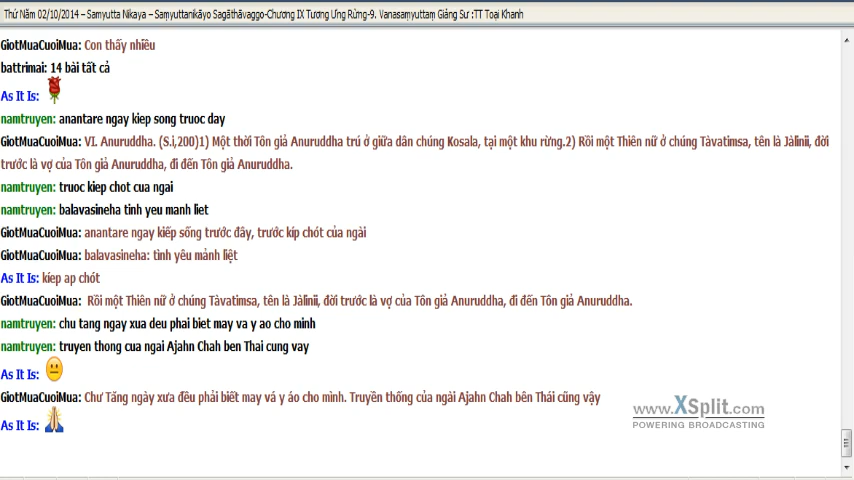 Thứ Năm 02/10/2014 – Samyutta Nikaya – Saṃyuttanikāyo Sagāthāvaggo-Chương IX Tương Ưng Rừng-9. Vanasaṃyuttaṃ Giảng Sư :TT Toại Khanh
GiotMuaCuoiMua: Con thấy nhiêu
battrimai: 14 bài tất cả
As It Is:
namtruyen: anantare ngay kiep song truoc day
GiotMuaCuoiMua: VI. Anuruddha. (S.i,200)1) Một thời Tôn giả Anuruddha trú ở giữa dân chúng Kosala, tại một khu rừng.2) Rồi một Thiên nữ ở chúng Tàvatimsa, tên là Jàlinii, đời
trước là vợ của Tôn giả Anuruddha, đi đến Tôn giả Anuruddha.
namtruyen: truoc kiep chot cua ngai
namtruyen: balavasineha tinh yeu manh liet
GiotMuaCuoiMua: anantare ngay kiếp sống trước đây, trước kíp chót của ngài
GiotMuaCuoiMua: balavasineha: tình yêu mảnh liệt
As It Is: kíep ap chót
GiotMuaCuoiMua: Rồi một Thiên nữ ở chúng Tàvatimsa, tên là Jàlinii, đời trước là vợ của Tôn giả Anuruddha, đi đến Tôn giả Anuruddha.
namtruyen: chu tang ngay xua deu phai biet may va y ao cho minh
namtruyen: truyen thong cua ngai Ajahn Chah ben Thai cung vay
As It Is:
GiotMuaCuoiMua: Chư Tăng ngày xưa đều phải biết may vá y áo cho mình. Truyền thống của ngài Ajahn Chah bên Thái cũng vậy
As It Is:
www.XSplit.com
POWERING BROADCASTING